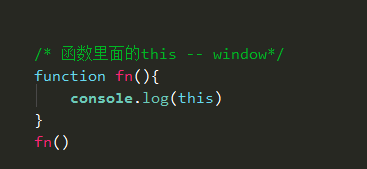 /* 函数里面的this -- window*/
function fn(){
    console.log(this)
}
fn()